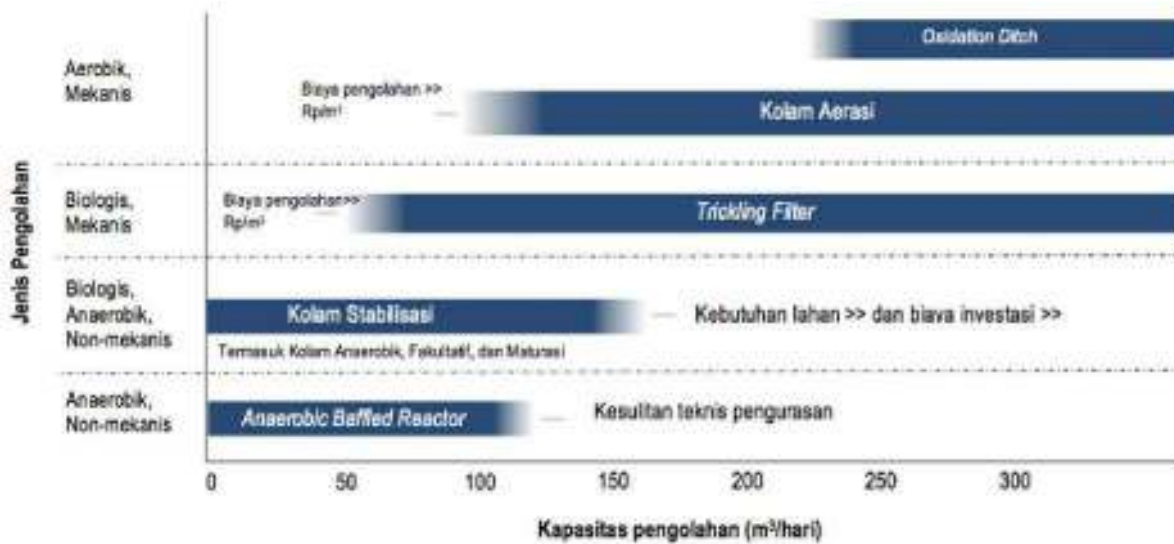 Oxidation Ditch
Aerobik,
Mekanis
Biaya pengolahan >>
Rp/m³
Kolam Aerasi
Jenis Pengolahan
Biologis,
Mekanis
Biaya pengolahan>>
Rp/m³
Trickling Filter
Biologis,
Anaerobik,
Non-mekanis
Kolam Stabilisasi
Kebutuhan lahan >> dan biaya investasi >>
Termasuk Kolam Anaerobik, Fakultatif, dan Maturasi
Anaerobik,
Non-mekanis
Anaerobic Baffled Reactor
Kesulitan teknis pengurasan
0 50 100 150 200 250 300
Kapasitas pengolahan (m³/hari)